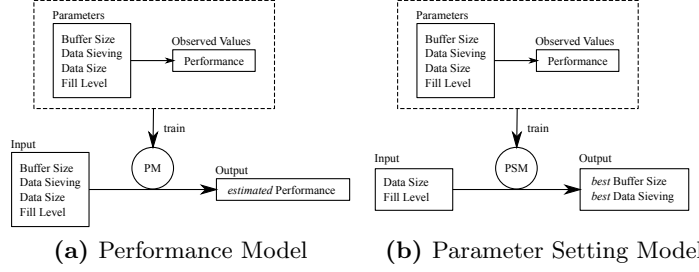 Parameters
Buffer Size
Data Sieving
Data Size
Fill Level
Observed Values
Performance
train
Input
Buffer Size
Data Sieving
Data Size
Fill Level
PM
Output
estimated Performance
(a) Performance Model
Parameters
Buffer Size
Data Sieving
Data Size
Fill Level
Observed Values
Performance
train
Input
Data Size
Fill Level
PSM
Output
best Buffer Size
best Data Sieving
(b) Parameter Setting Model